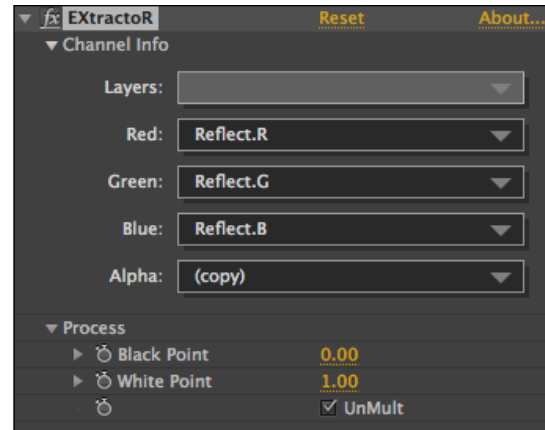 fx EXtractoR Reset About...
Channel Info
Layers:
Red: Reflect.R
Green: Reflect.G
Blue: Reflect.B
Alpha: (copy)
Process
Black Point 0.00
White Point 1.00
UnMult